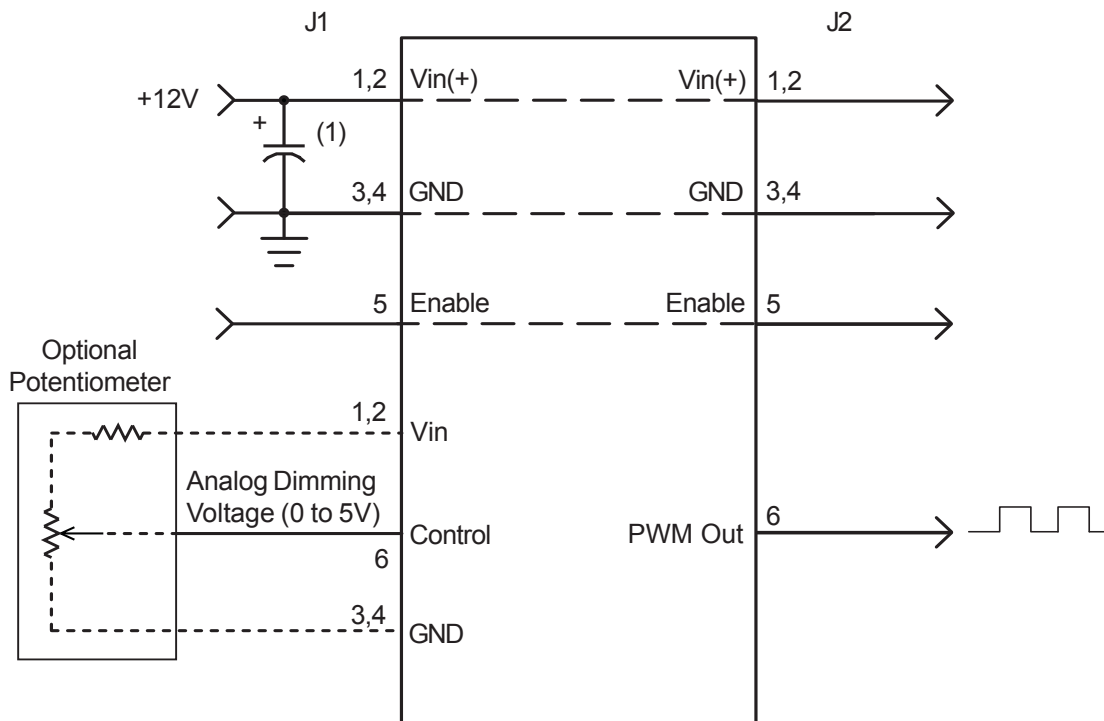 J1
J2
1,2
Vin(+)
Vin(+)
1,2
+12V
+
(1)
3,4
GND
GND
3,4
5
Enable
Enable
5
Optional
Potentiometer
1,2
Vin
Analog Dimming
Voltage (0 to 5V)
Control
6
PWM Out
6
3,4
GND